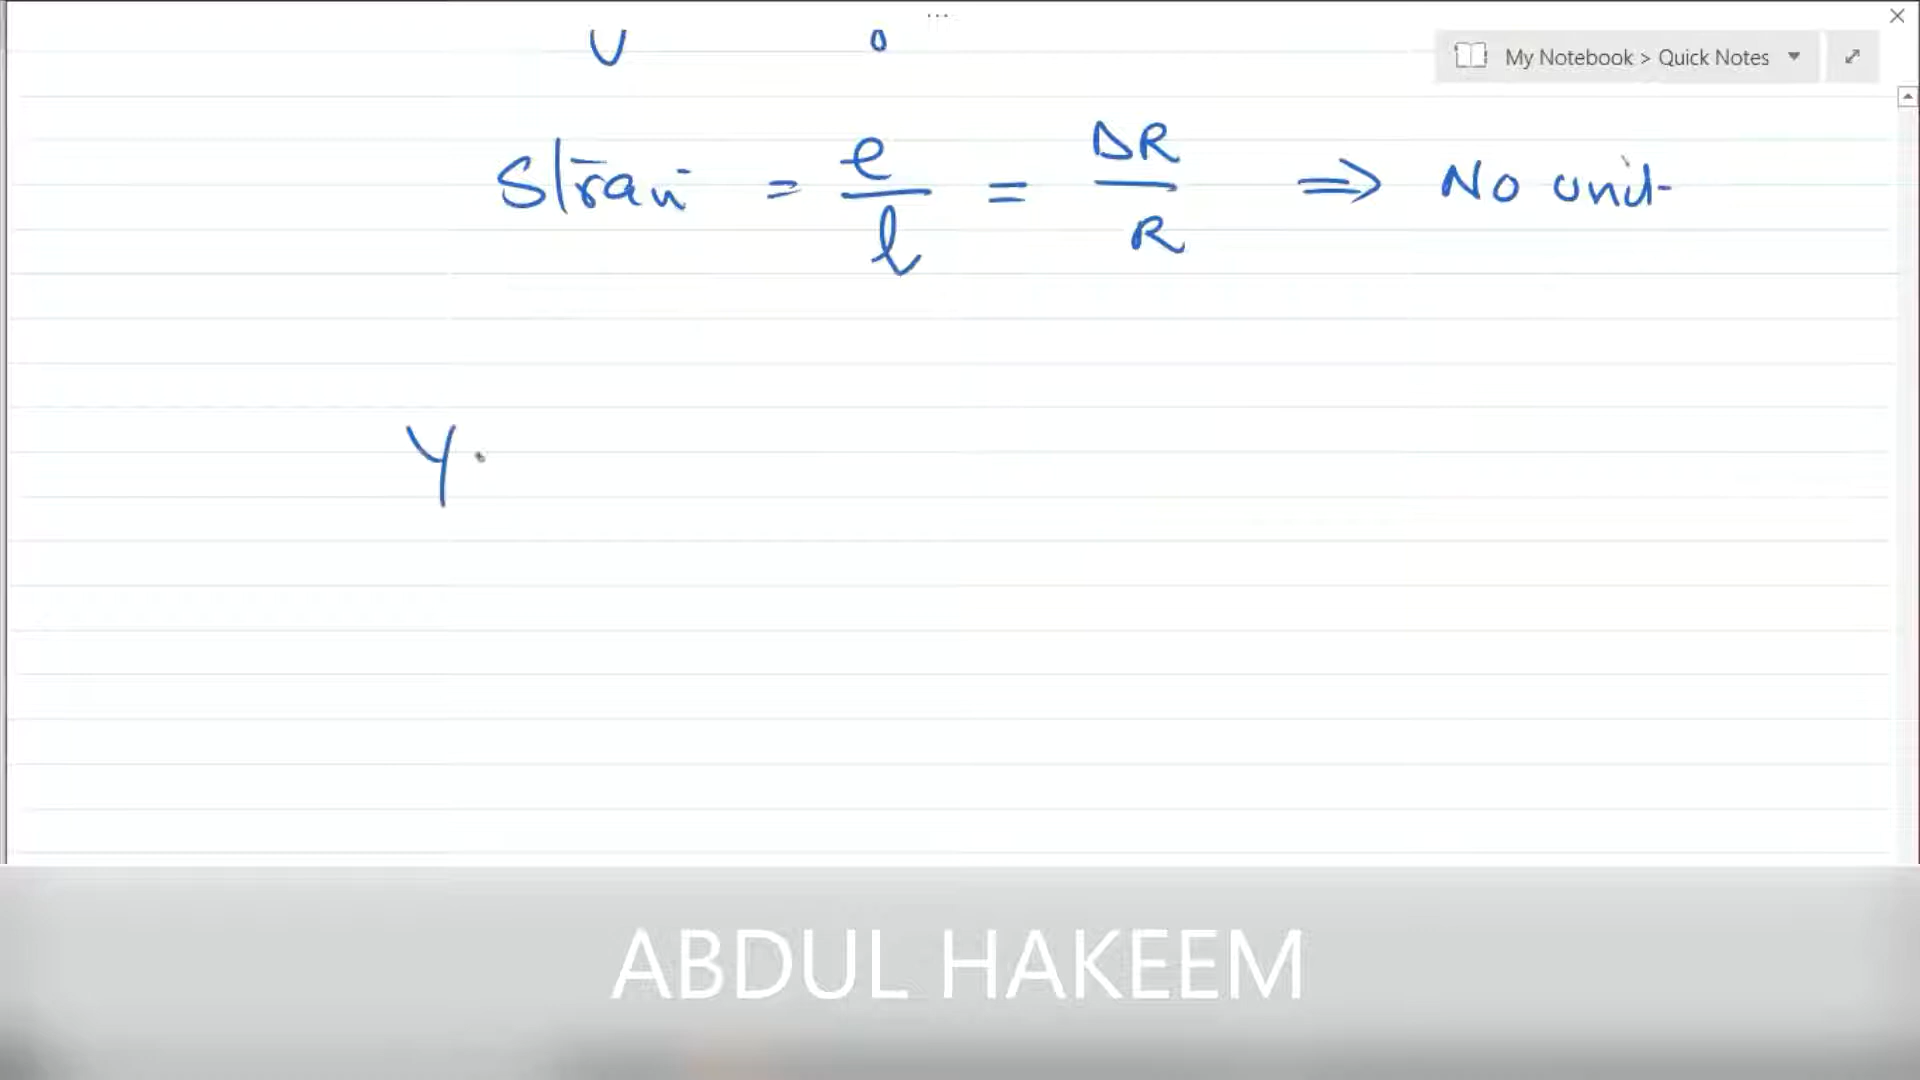 My Notebook > Quick Notes
Strain = e/l = ΔR/R ⇒ No unit
Y
ABDUL HAKEEM